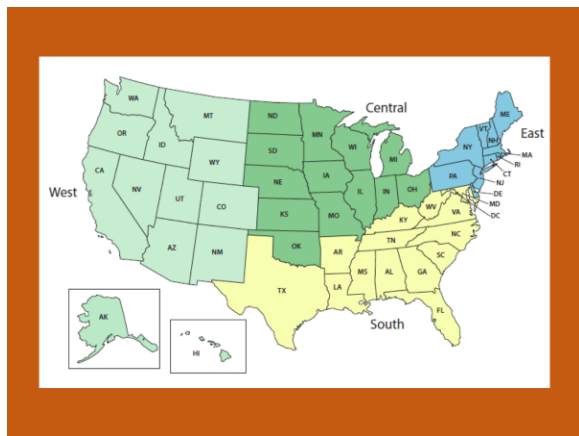 WA
MT
ND
MN
Central
ME
OR
ID
SD
WI
MI
VT
NH
East
NY
MA
RI
WY
CT
CA
NV
NE
IA
PA
NJ
West
UT
CO
IL
IN
OH
DE
MD
KS
MO
WV
VA
DC
KY
AZ
NM
OK
AR
TN
NC
SC
TX
LA
MS
AL
GA
FL
South
AK
HI